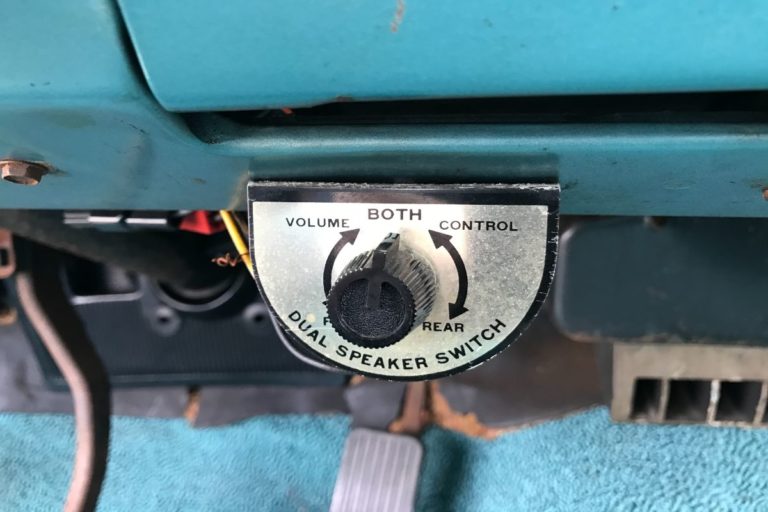 BOTH
VOLUME CONTROL
REAR
DUAL SPEAKER SWITCH